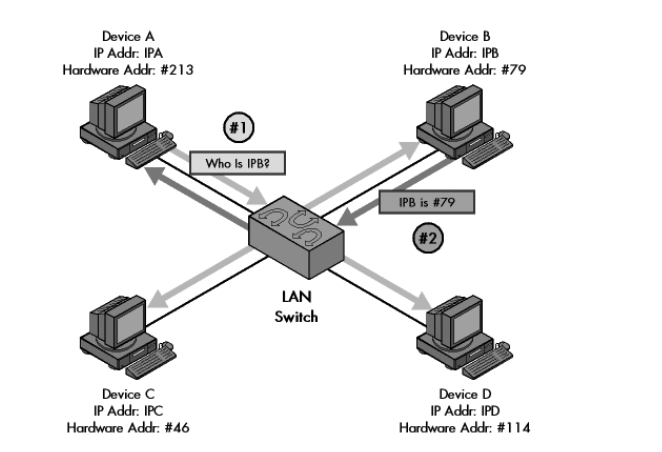 Device A
IP Addr: IPA
Hardware Addr: #213
Device B
IP Addr: IPB
Hardware Addr: #79
#1
Who Is IPB?
IPB is #79
#2
LAN
Switch
Device C
IP Addr: IPC
Hardware Addr: #46
Device D
IP Addr: IPD
Hardware Addr: #114